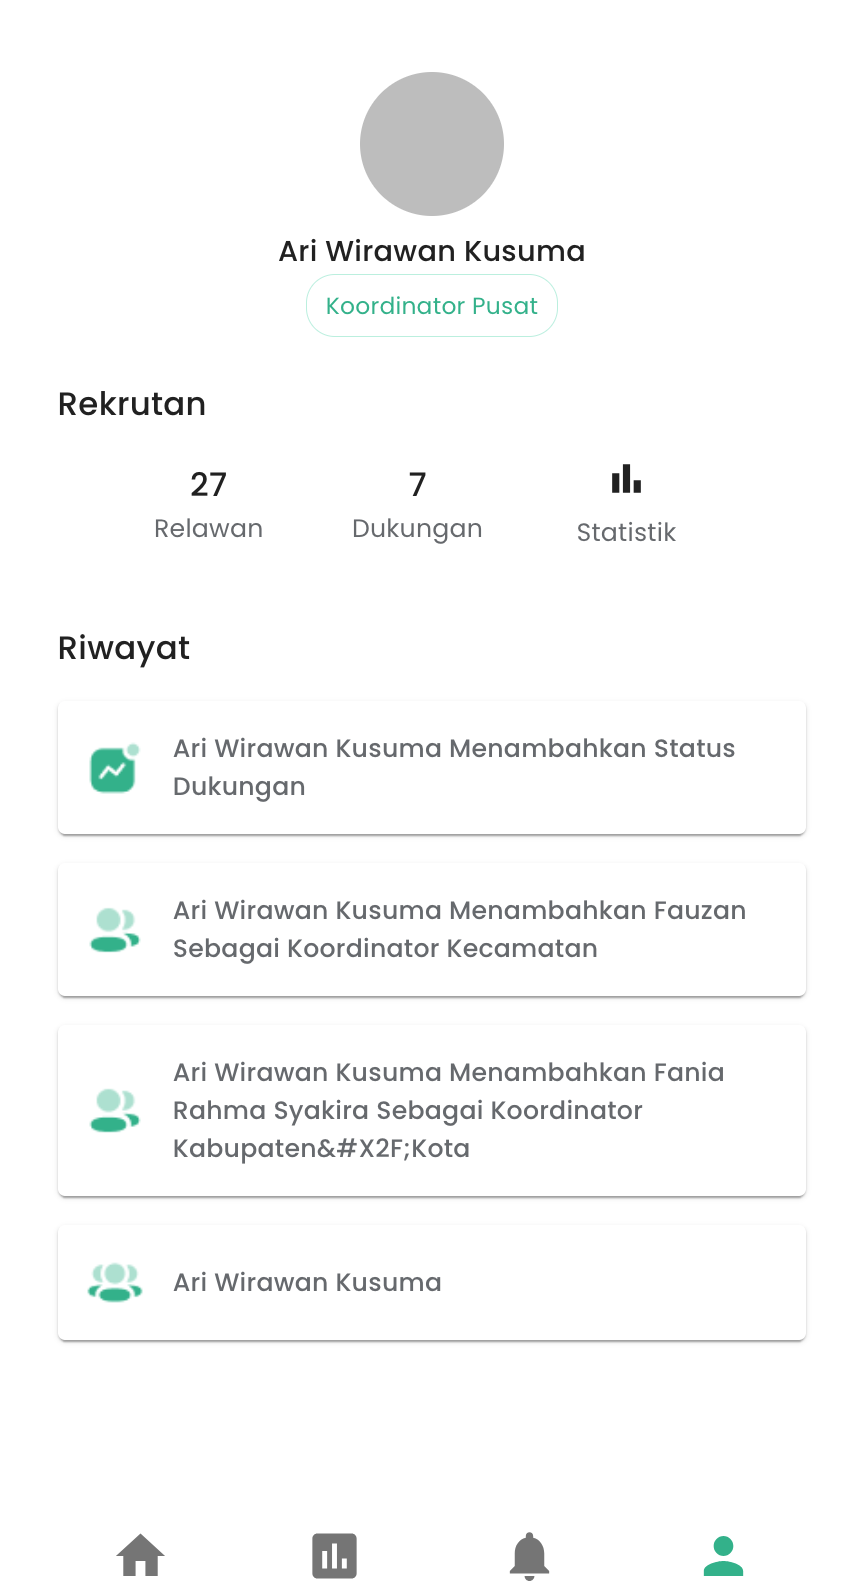 Ari Wirawan Kusuma
Koordinator Pusat
Rekrutan
27
Relawan
7
Dukungan
Statistik
Riwayat
Ari Wirawan Kusuma Menambahkan Status
Dukungan
Ari Wirawan Kusuma Menambahkan Fauzan
Sebagai Koordinator Kecamatan
Ari Wirawan Kusuma Menambahkan Fania
Rahma Syakira Sebagai Koordinator
Kabupaten&#X2F;Kota
Ari Wirawan Kusuma